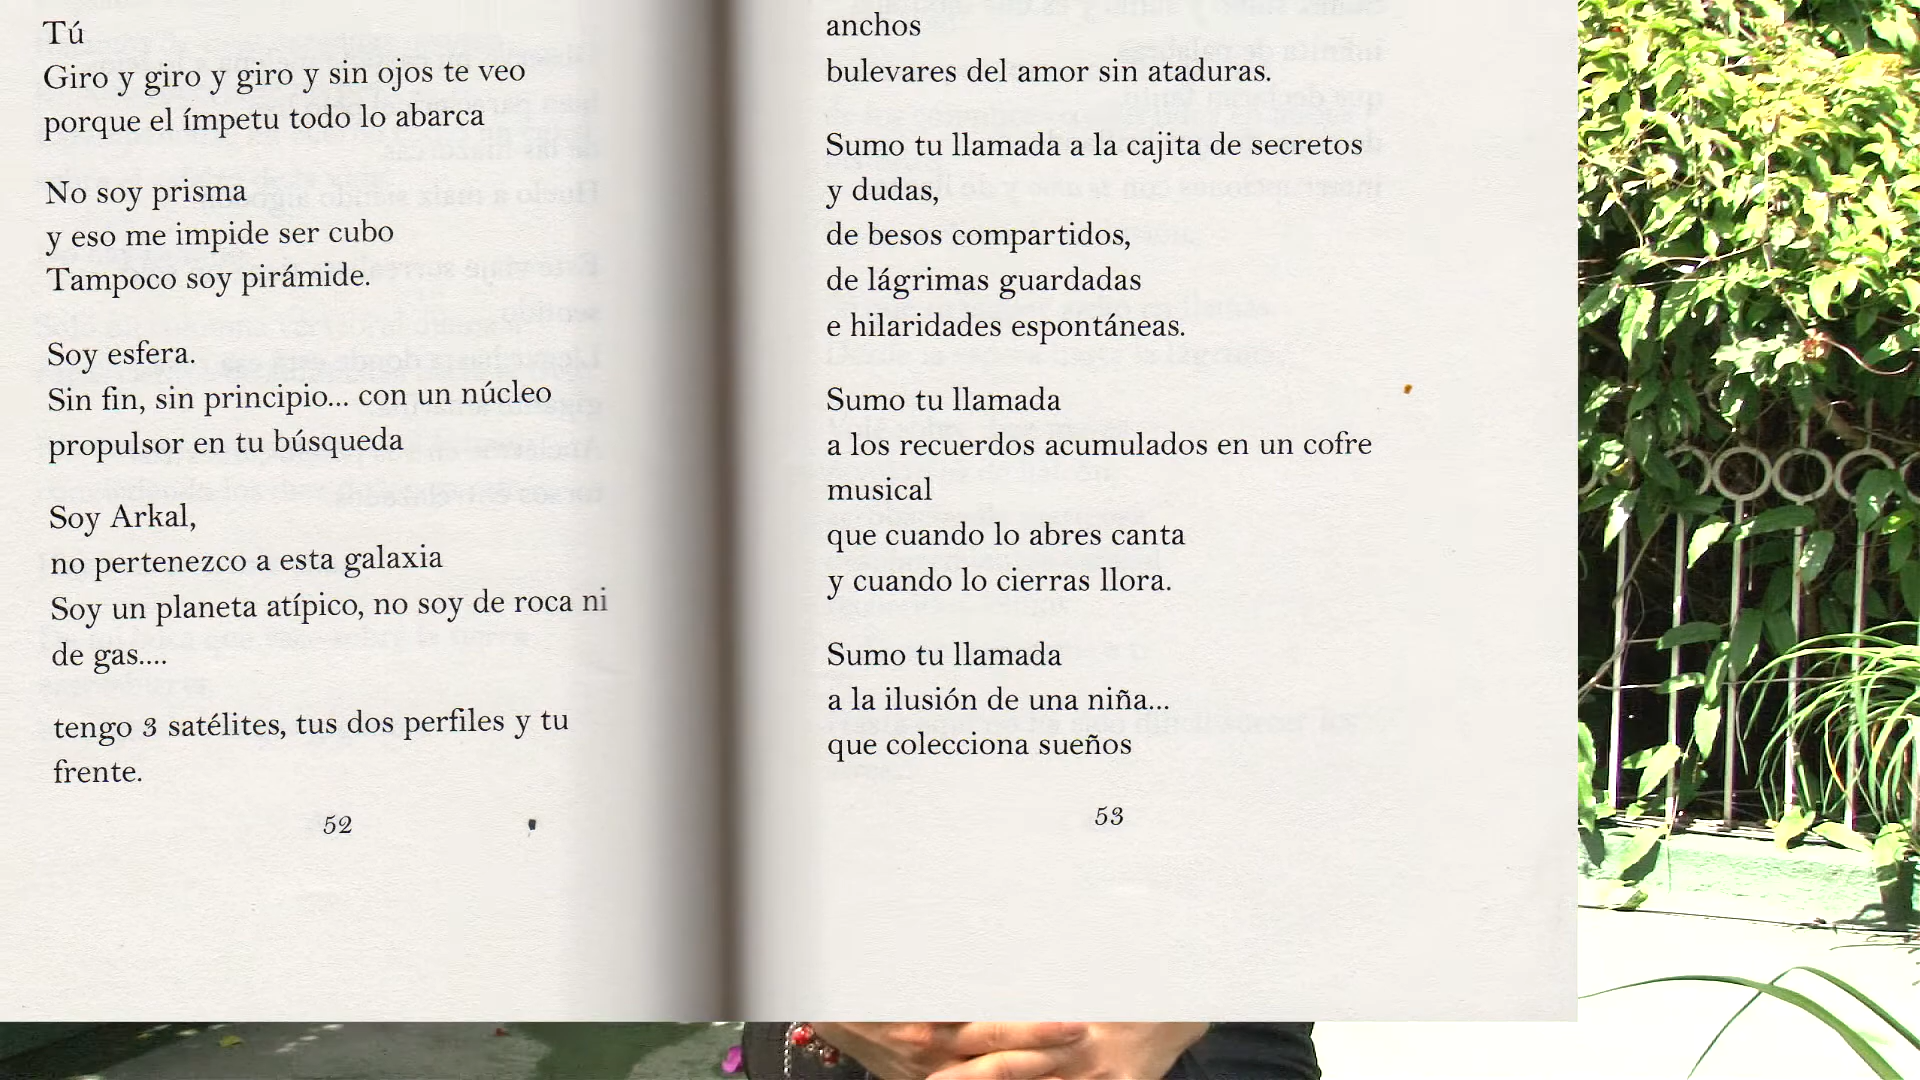 Tú
Giro y giro y giro y sin ojos te veo
porque el ímpetu todo lo abarca
No soy prisma
y eso me impide ser cubo
Tampoco soy pirámide.
Soy esfera.
Sin fin, sin principio... con un núcleo
propulsor en tu búsqueda
Soy Arkal,
no pertenezco a esta galaxia
Soy un planeta atípico, no soy de roca ni
de gas....
tengo 3 satélites, tus dos perfiles y tu
frente.
52
anchos
bulevares del amor sin ataduras.
Sumo tu llamada a la cajita de secretos
y dudas,
de besos compartidos,
de lágrimas guardadas
e hilaridades espontáneas.
Sumo tu llamada
a los recuerdos acumulados en un cofre
musical
que cuando lo abres canta
y cuando lo cierras llora.
Sumo tu llamada
a la ilusión de una niña...
que colecciona sueños
53